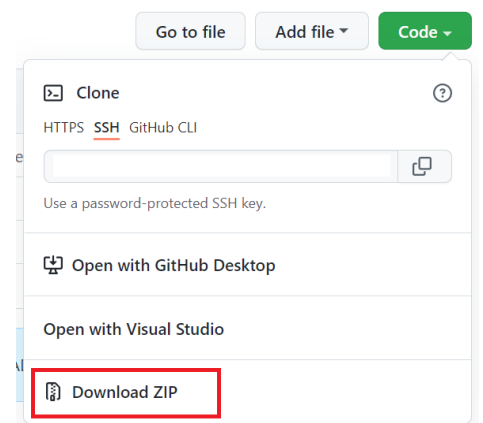 Go to file Add file Code
Clone
HTTPS SSH GitHub CLI
Use a password-protected SSH key.
Open with GitHub Desktop
Open with Visual Studio
Download ZIP